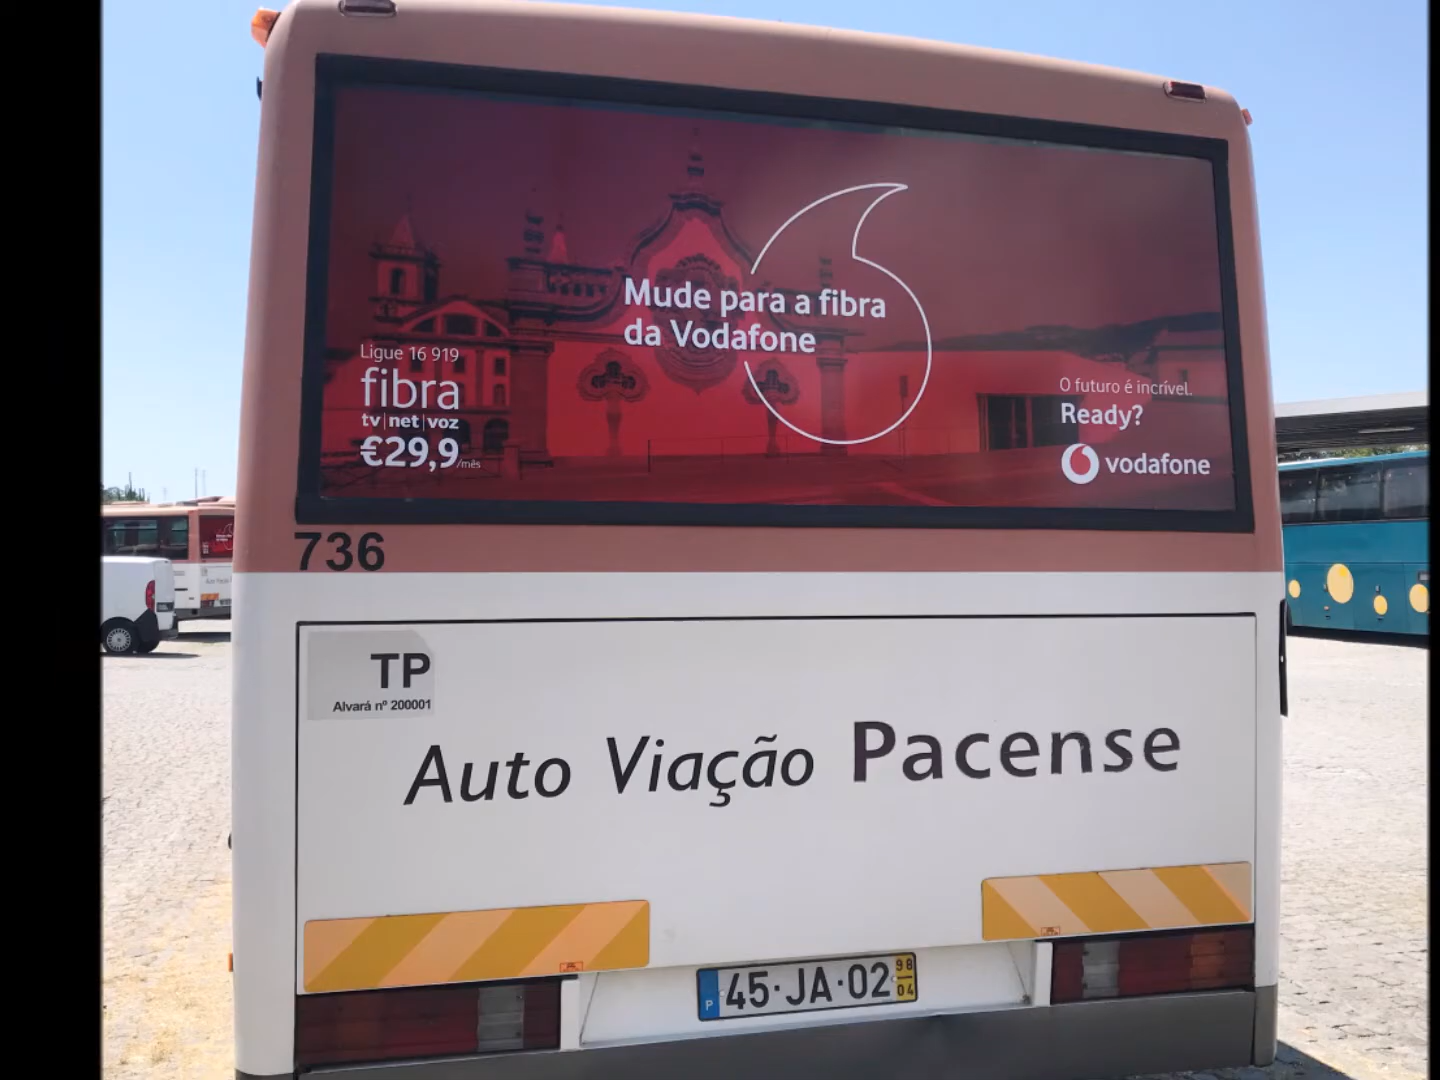 Mude para a fibra
da Vodafone
Ligue 16 919
fibra
tv|net|voz
€29,9/mês
O futuro é incrível.
Ready?
vodafone
736
TP
Alvará nº 200001
Auto Viação Pacense
P 45·JA·02 98 04